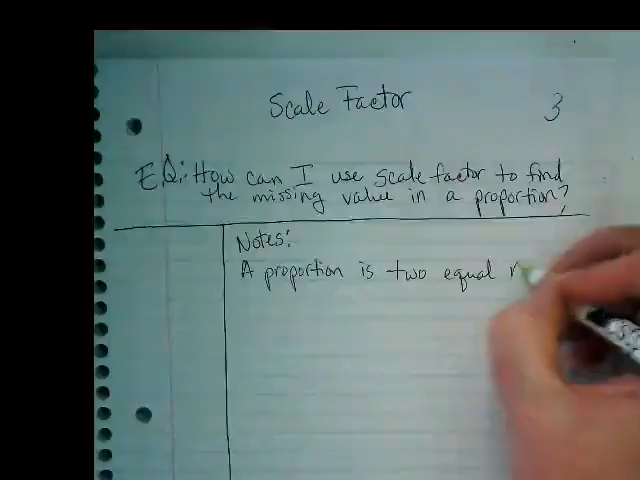 Scale Factor
3
EQ: How can I use scale factor to find
the missing value in a proportion?
Notes:
A proportion is two equal r